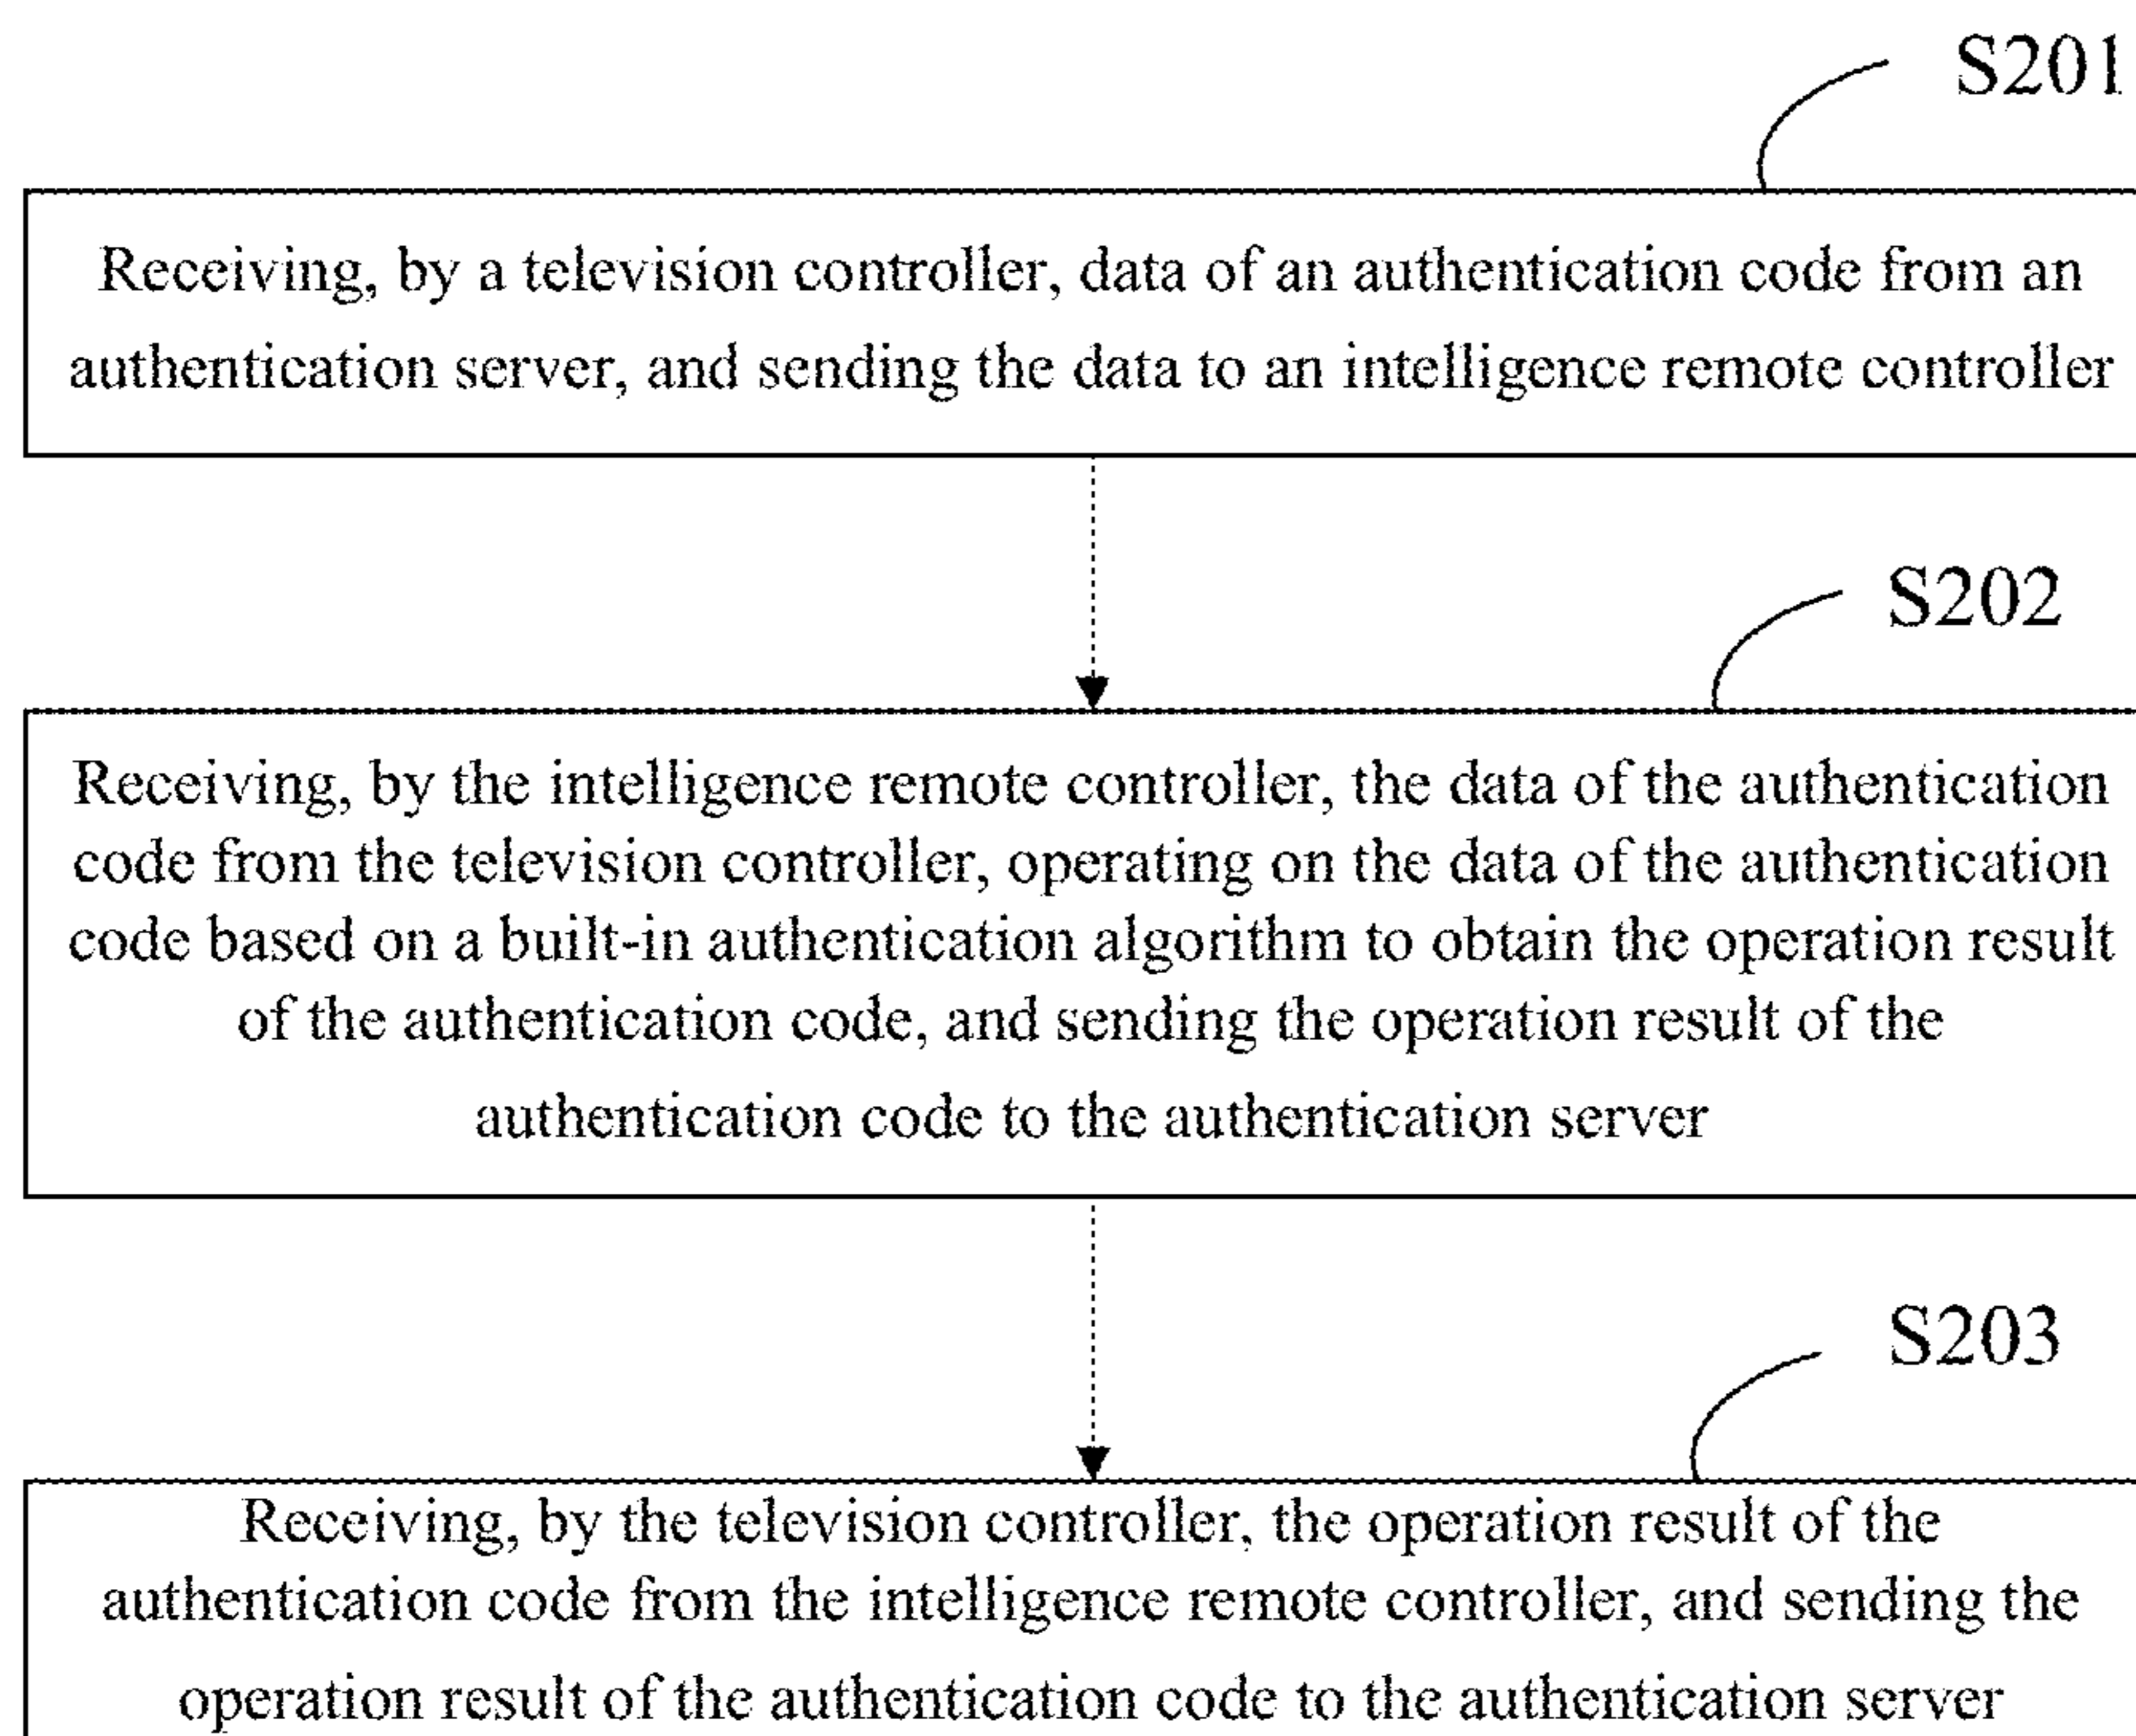 S201
Receiving, by a television controller, data of an authentication code from an
authentication server, and sending the data to an intelligence remote controller
S202
Receiving, by the intelligence remote controller, the data of the authentication
code from the television controller, operating on the data of the authentication
code based on a built-in authentication algorithm to obtain the operation result
of the authentication code, and sending the operation result of the
authentication code to the authentication server
S203
Receiving, by the television controller, the operation result of the
authentication code from the intelligence remote controller, and sending the
operation result of the authentication code to the authentication server